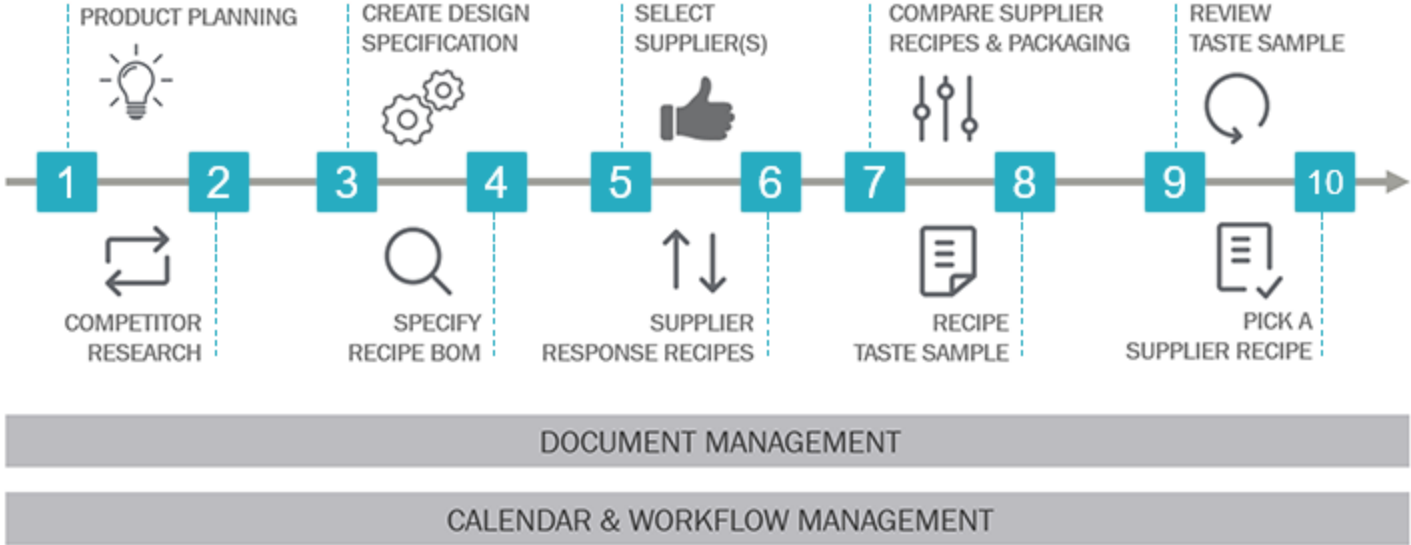 PRODUCT PLANNING
CREATE DESIGN
SPECIFICATION
SELECT
SUPPLIER(S)
COMPARE SUPPLIER
RECIPES & PACKAGING
REVIEW
TASTE SAMPLE
1 2 3 4 5 6 7 8 9 10
COMPETITOR
RESEARCH
SPECIFY
RECIPE BOM
SUPPLIER
RESPONSE RECIPES
RECIPE
TASTE SAMPLE
PICK A
SUPPLIER RECIPE
DOCUMENT MANAGEMENT
CALENDAR & WORKFLOW MANAGEMENT